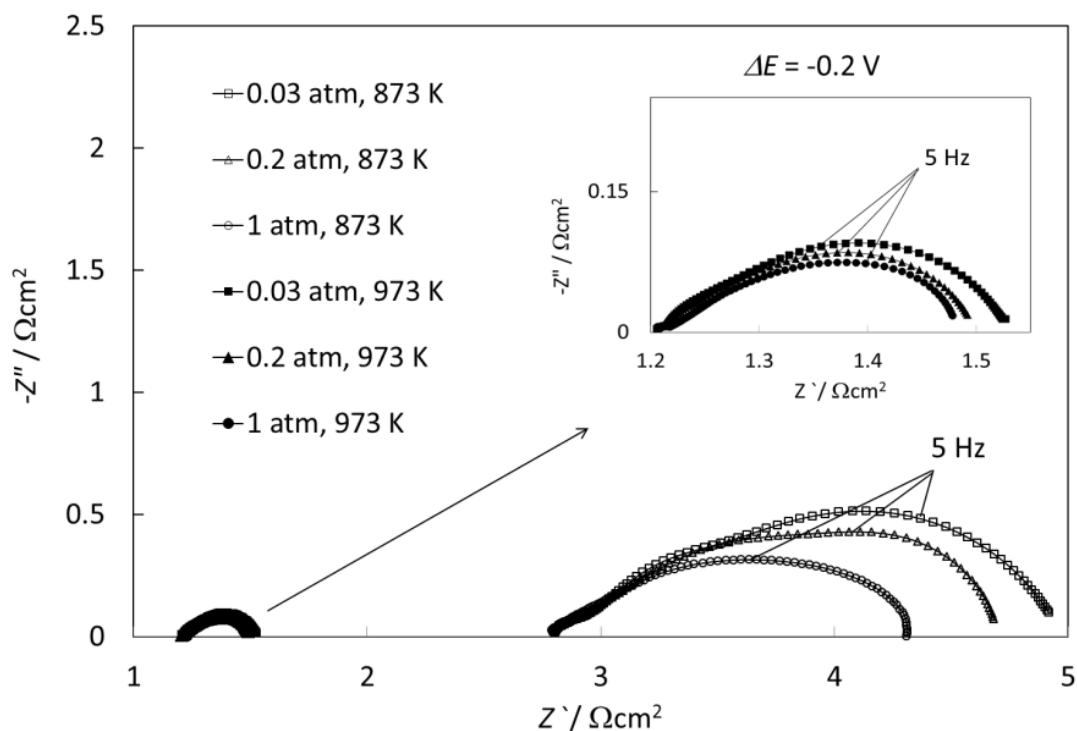 2.5
2
1.5
1
0.5
0
-Z″ / Ωcm²
1
2
3
4
5
Z `/ Ωcm²
0.03 atm, 873 K
0.2 atm, 873 K
1 atm, 873 K
0.03 atm, 973 K
0.2 atm, 973 K
1 atm, 973 K
ΔE = -0.2 V
5 Hz
0.15
0
-Z″ / Ωcm²
1.2
1.3
1.4
1.5
Z `/ Ωcm²
5 Hz